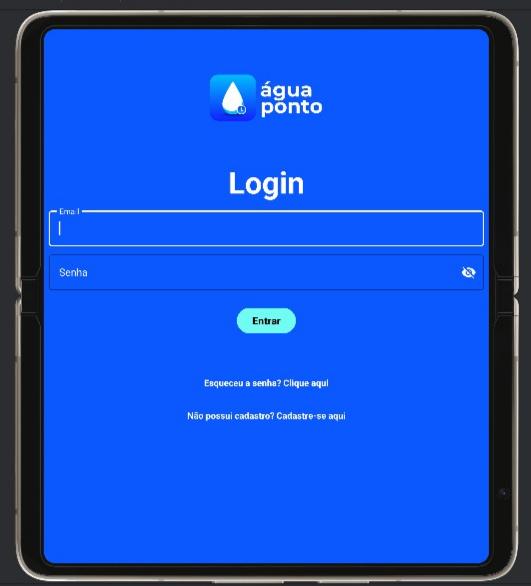 água
ponto
Login
Email
Senha
Entrar
Esqueceu a senha? Clique aqui
Não possui cadastro? Cadastre-se aqui